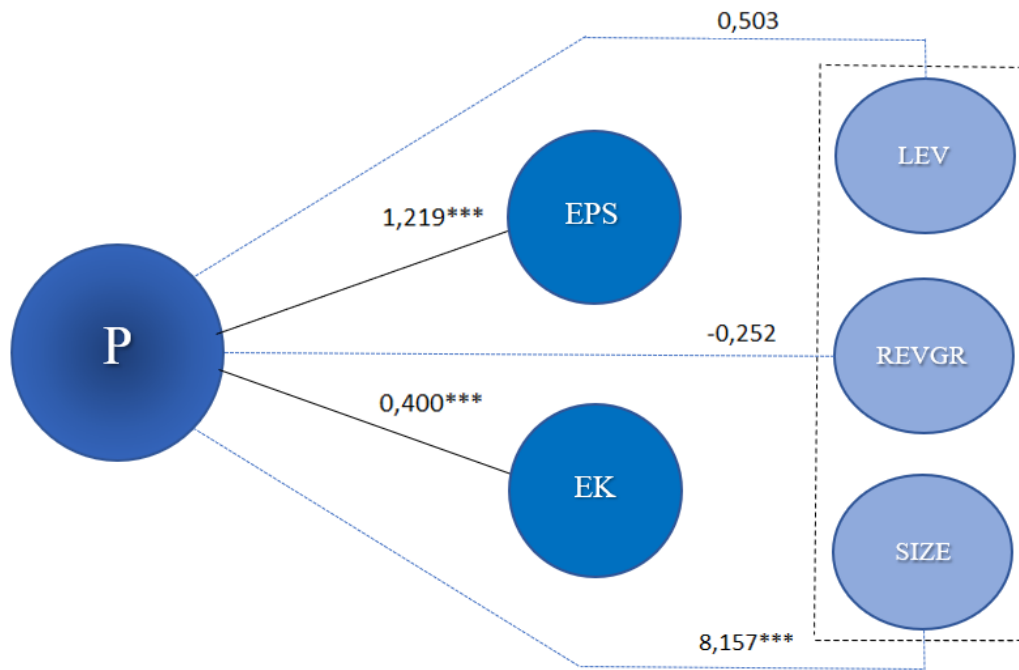 0,503
LEV
EPS
1,219***
P
-0,252
REVGR
0,400***
EK
SIZE
8,157***